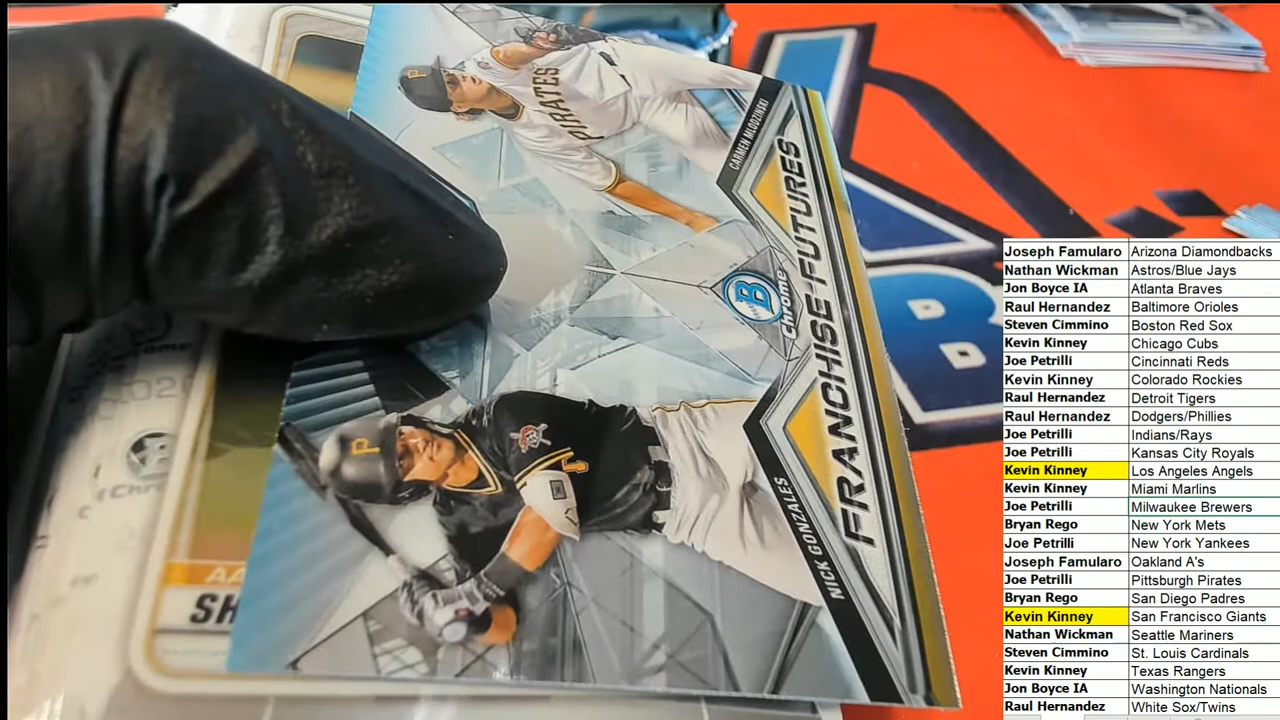 P
PIRATES
CARMEN MLODZINSKI
FRANCHISE FUTURES
B
Chrome
P
NICK GONZALES
B
AA
SH
Joseph Famularo Arizona Diamondbacks
Nathan Wickman Astros/Blue Jays
Jon Boyce IA Atlanta Braves
Raul Hernandez Baltimore Orioles
Steven Cimmino Boston Red Sox
Kevin Kinney Chicago Cubs
Joe Petrilli Cincinnati Reds
Kevin Kinney Colorado Rockies
Raul Hernandez Detroit Tigers
Raul Hernandez Dodgers/Phillies
Joe Petrilli Indians/Rays
Joe Petrilli Kansas City Royals
Kevin Kinney Los Angeles Angels
Kevin Kinney Miami Marlins
Joe Petrilli Milwaukee Brewers
Bryan Rego New York Mets
Joe Petrilli New York Yankees
Joseph Famularo Oakland A's
Joe Petrilli Pittsburgh Pirates
Bryan Rego San Diego Padres
Kevin Kinney San Francisco Giants
Nathan Wickman Seattle Mariners
Steven Cimmino St. Louis Cardinals
Kevin Kinney Texas Rangers
Jon Boyce IA Washington Nationals
Raul Hernandez White Sox/Twins